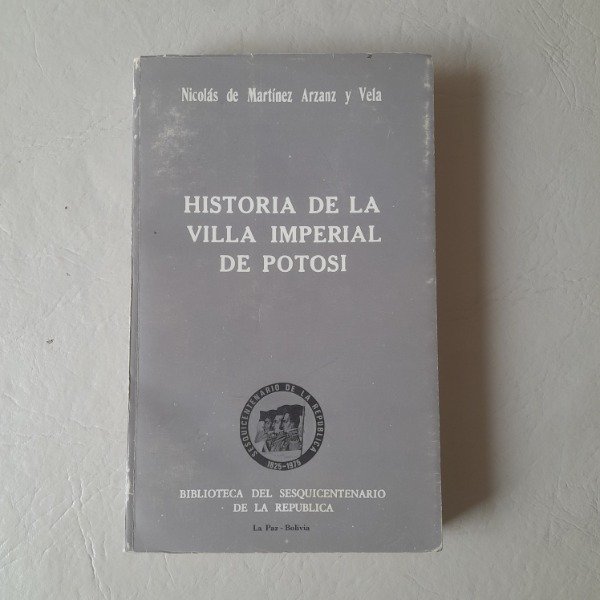 Nicolás de Martínez Arzanz y Vela
HISTORIA DE LA
VILLA IMPERIAL
DE POTOSI
SESQUICENTENARIO DE LA REPUBLICA
1825-1975
BIBLIOTECA DEL SESQUICENTENARIO
DE LA REPUBLICA
La Paz - Bolivia